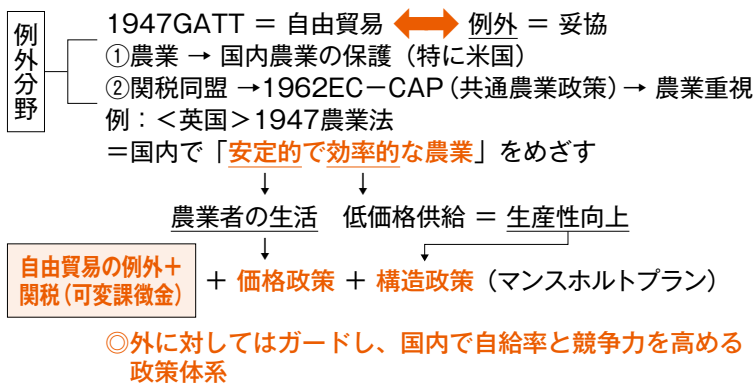 例外分野
1947GATT = 自由貿易 ⟷ 例外 = 妥協
①農業 → 国内農業の保護（特に米国）
②関税同盟 →1962EC－CAP（共通農業政策）→ 農業重視
例：＜英国＞1947農業法
＝国内で「安定的で効率的な農業」をめざす
農業者の生活 低価格供給 = 生産性向上
自由貿易の例外＋
関税（可変課徴金）
+ 価格政策 + 構造政策（マンスホルトプラン）
◎外に対してはガードし、国内で自給率と競争力を高める
政策体系